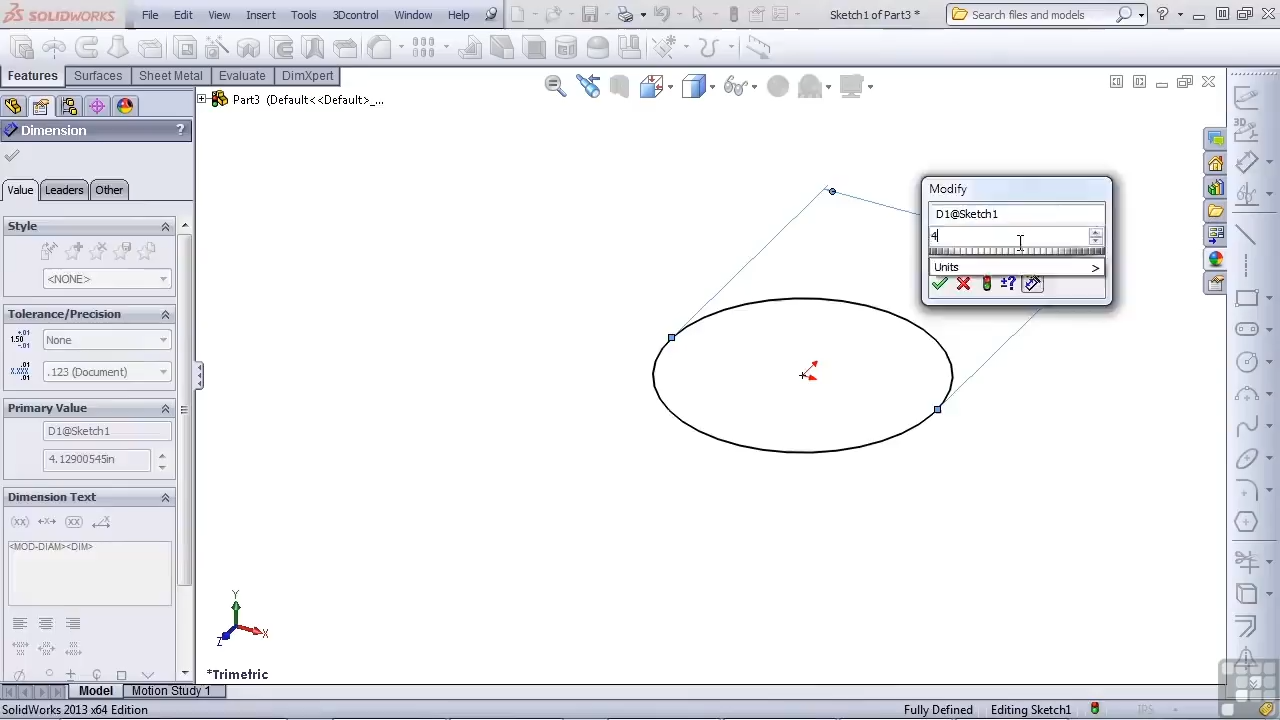 SOLIDWORKS File Edit View Insert Tools 3Dcontrol Window Help Sketch1 of Part3 * Search files and models
Features Surfaces Sheet Metal Evaluate DimXpert
Part3 (Default<<Default>_...
Dimension ?
Value Leaders Other
Style
<NONE>
Tolerance/Precision
None
.123 (Document)
Primary Value
D1@Sketch1
4.12900545in
Dimension Text
<MOD-DIAM><DIM>
Modify
D1@Sketch1
4
Units >
Y
X
Z
*Trimetric
Model Motion Study 1
SolidWorks 2013 x64 Edition Fully Defined Editing Sketch1 IPS